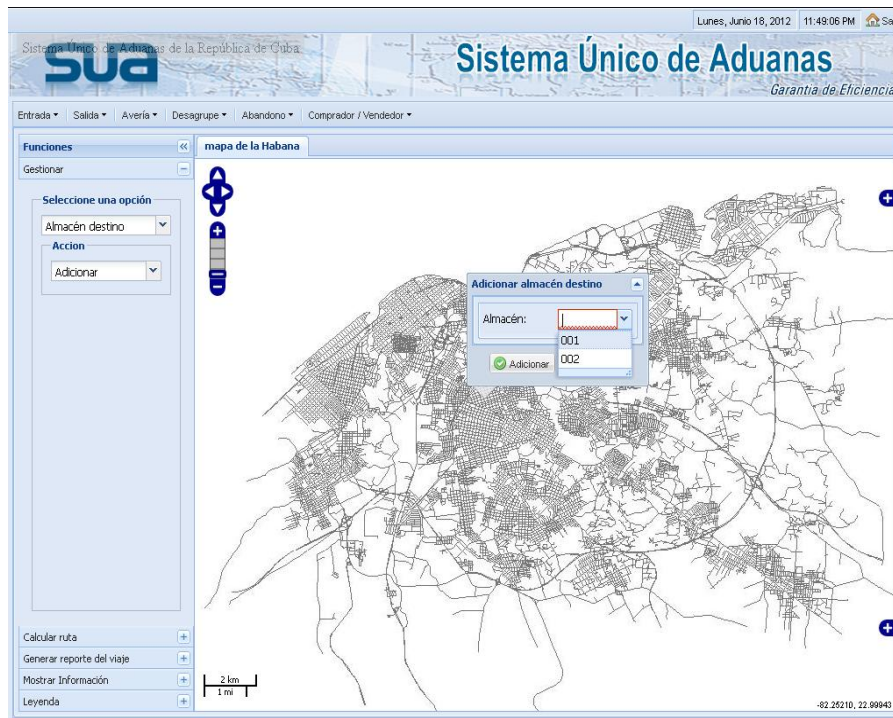 Lunes, Junio 18, 2012 11:49:06 PM Sa
Sistema Único de Aduanas de la República de Cuba
sua
Sistema Único de Aduanas
Garantia de Eficiencia
Entrada Salida Avería Desagrupe Abandono Comprador / Vendedor
Funciones
mapa de la Habana
Gestionar
Seleccione una opción
Almacén destino
Accion
Adicionar
Adicionar almacén destino
Almacén:
001
002
Adicionar
Calcular ruta
Generar reporte del viaje
Mostrar Información
Leyenda
2 km
1 mi
-82.25210, 22.99943